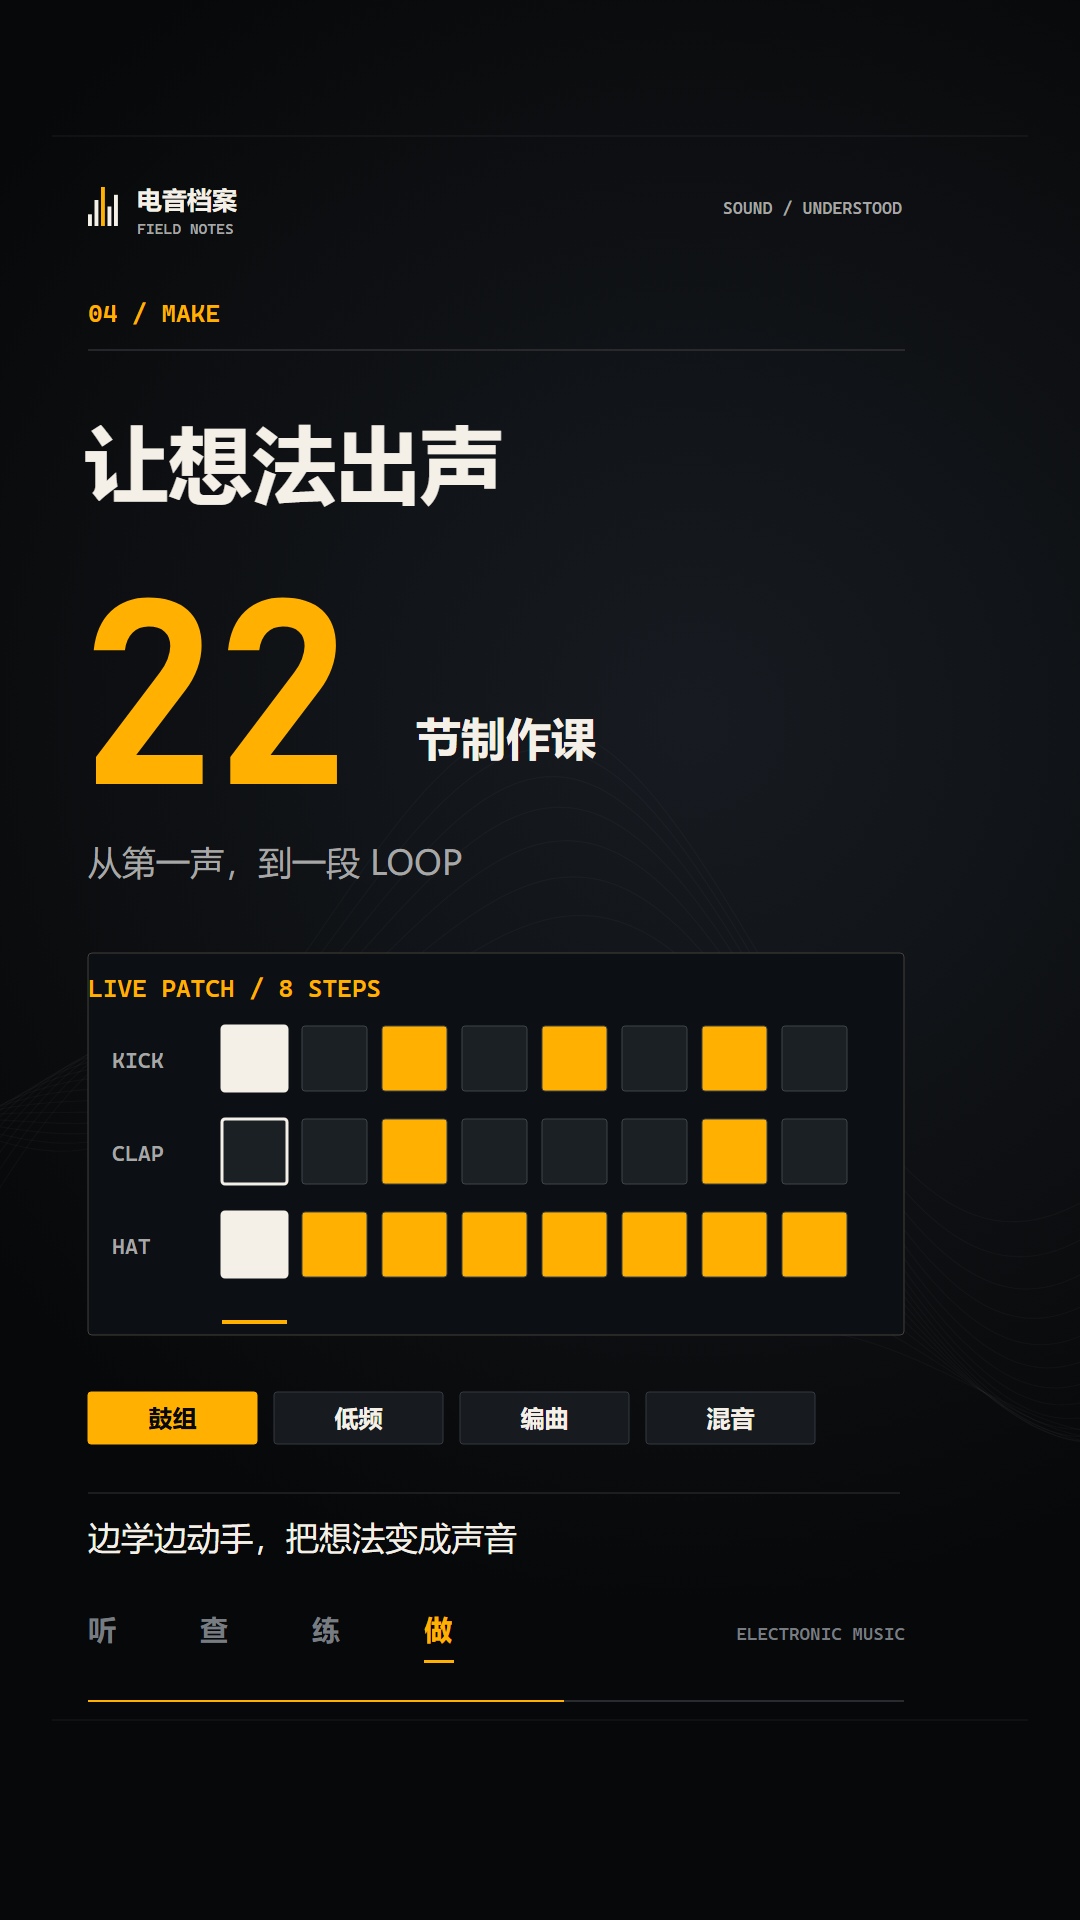 电音档案
FIELD NOTES
SOUND / UNDERSTOOD
04 / MAKE
让想法出声
22
节制作课
从第一声，到一段 LOOP
LIVE PATCH / 8 STEPS
KICK
CLAP
HAT
鼓组 低频 编曲 混音
边学边动手，把想法变成声音
听 查 练 做
ELECTRONIC MUSIC